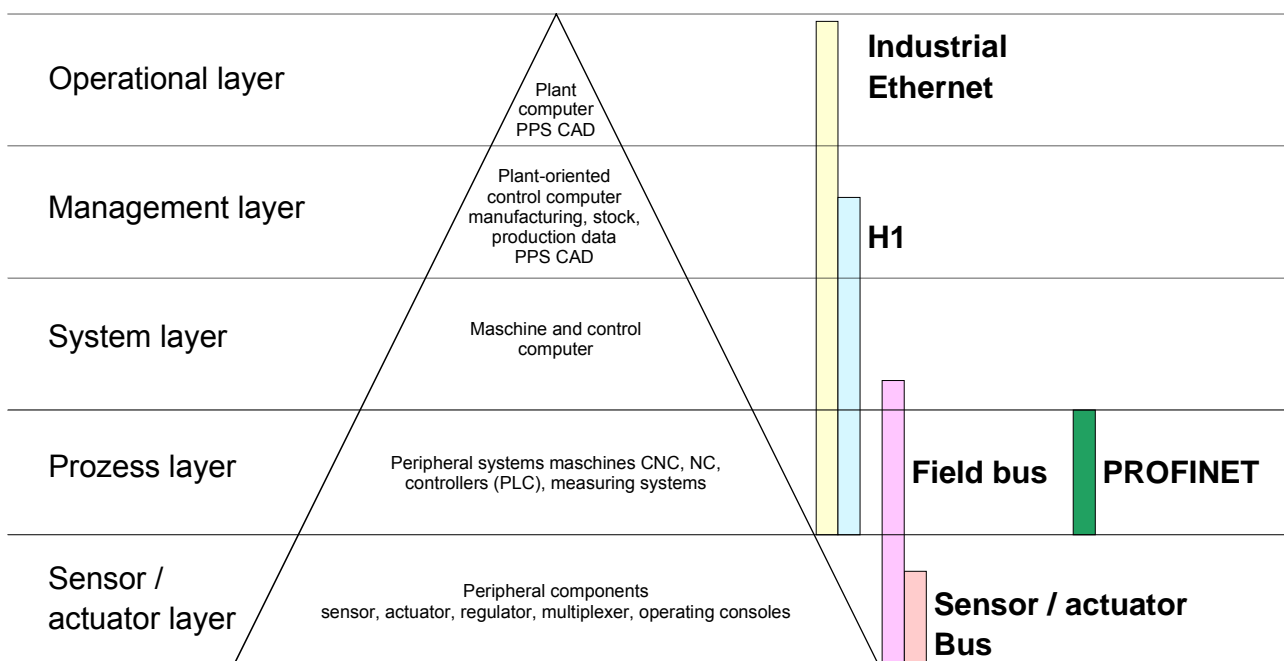 Operational layer
Plant
computer
PPS CAD
Industrial
Ethernet
Management layer
Plant-oriented
control computer
manufacturing, stock,
production data
PPS CAD
H1
System layer
Maschine and control
computer
Prozess layer
Peripheral systems maschines CNC, NC,
controllers (PLC), measuring systems
Field bus
PROFINET
Sensor /
actuator layer
Peripheral components
sensor, actuator, regulator, multiplexer, operating consoles
Sensor / actuator
Bus